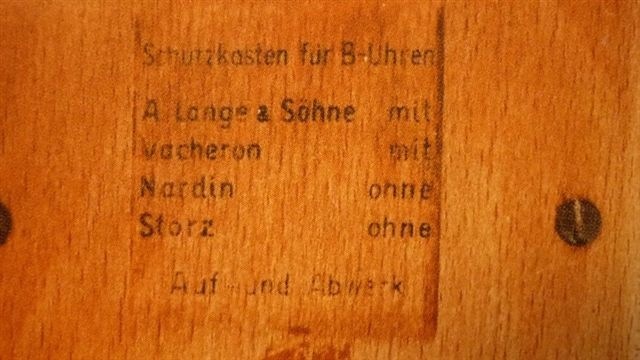 Schutzkasten für B-Uhren
A Lange & Söhne mit
Vacheron mit
Nardin ohne
Storz ohne
Auf-und Abwerk